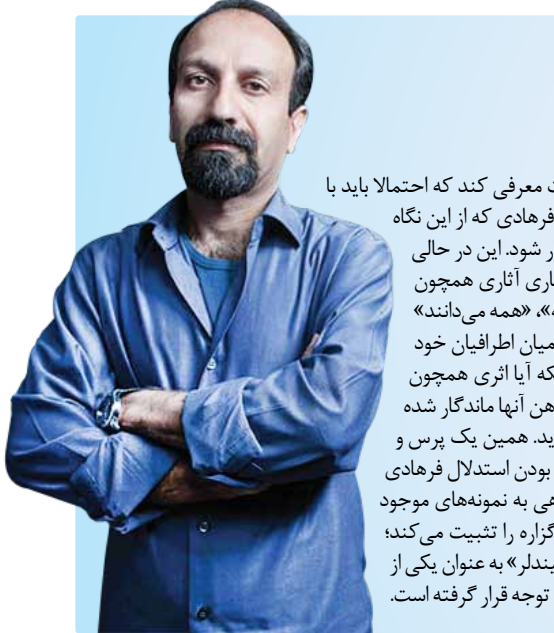 ت معرفی کند که احتمالا باید با
فرهادی که از این نگاه
ار شود. این در حالی
اری آثاری همچون
ه»، «همه می‌دانند»
میان اطرافیان خود
که آیا اثری همچون
هن آنها ماندگار شده
ید. همین یک پرس و
بودن استدلال فرهادی
هی به نمونه‌های موجود
گزاره را تثبیت می‌کند؛
یندلر» به عنوان یکی از
توجه قرار گرفته است.